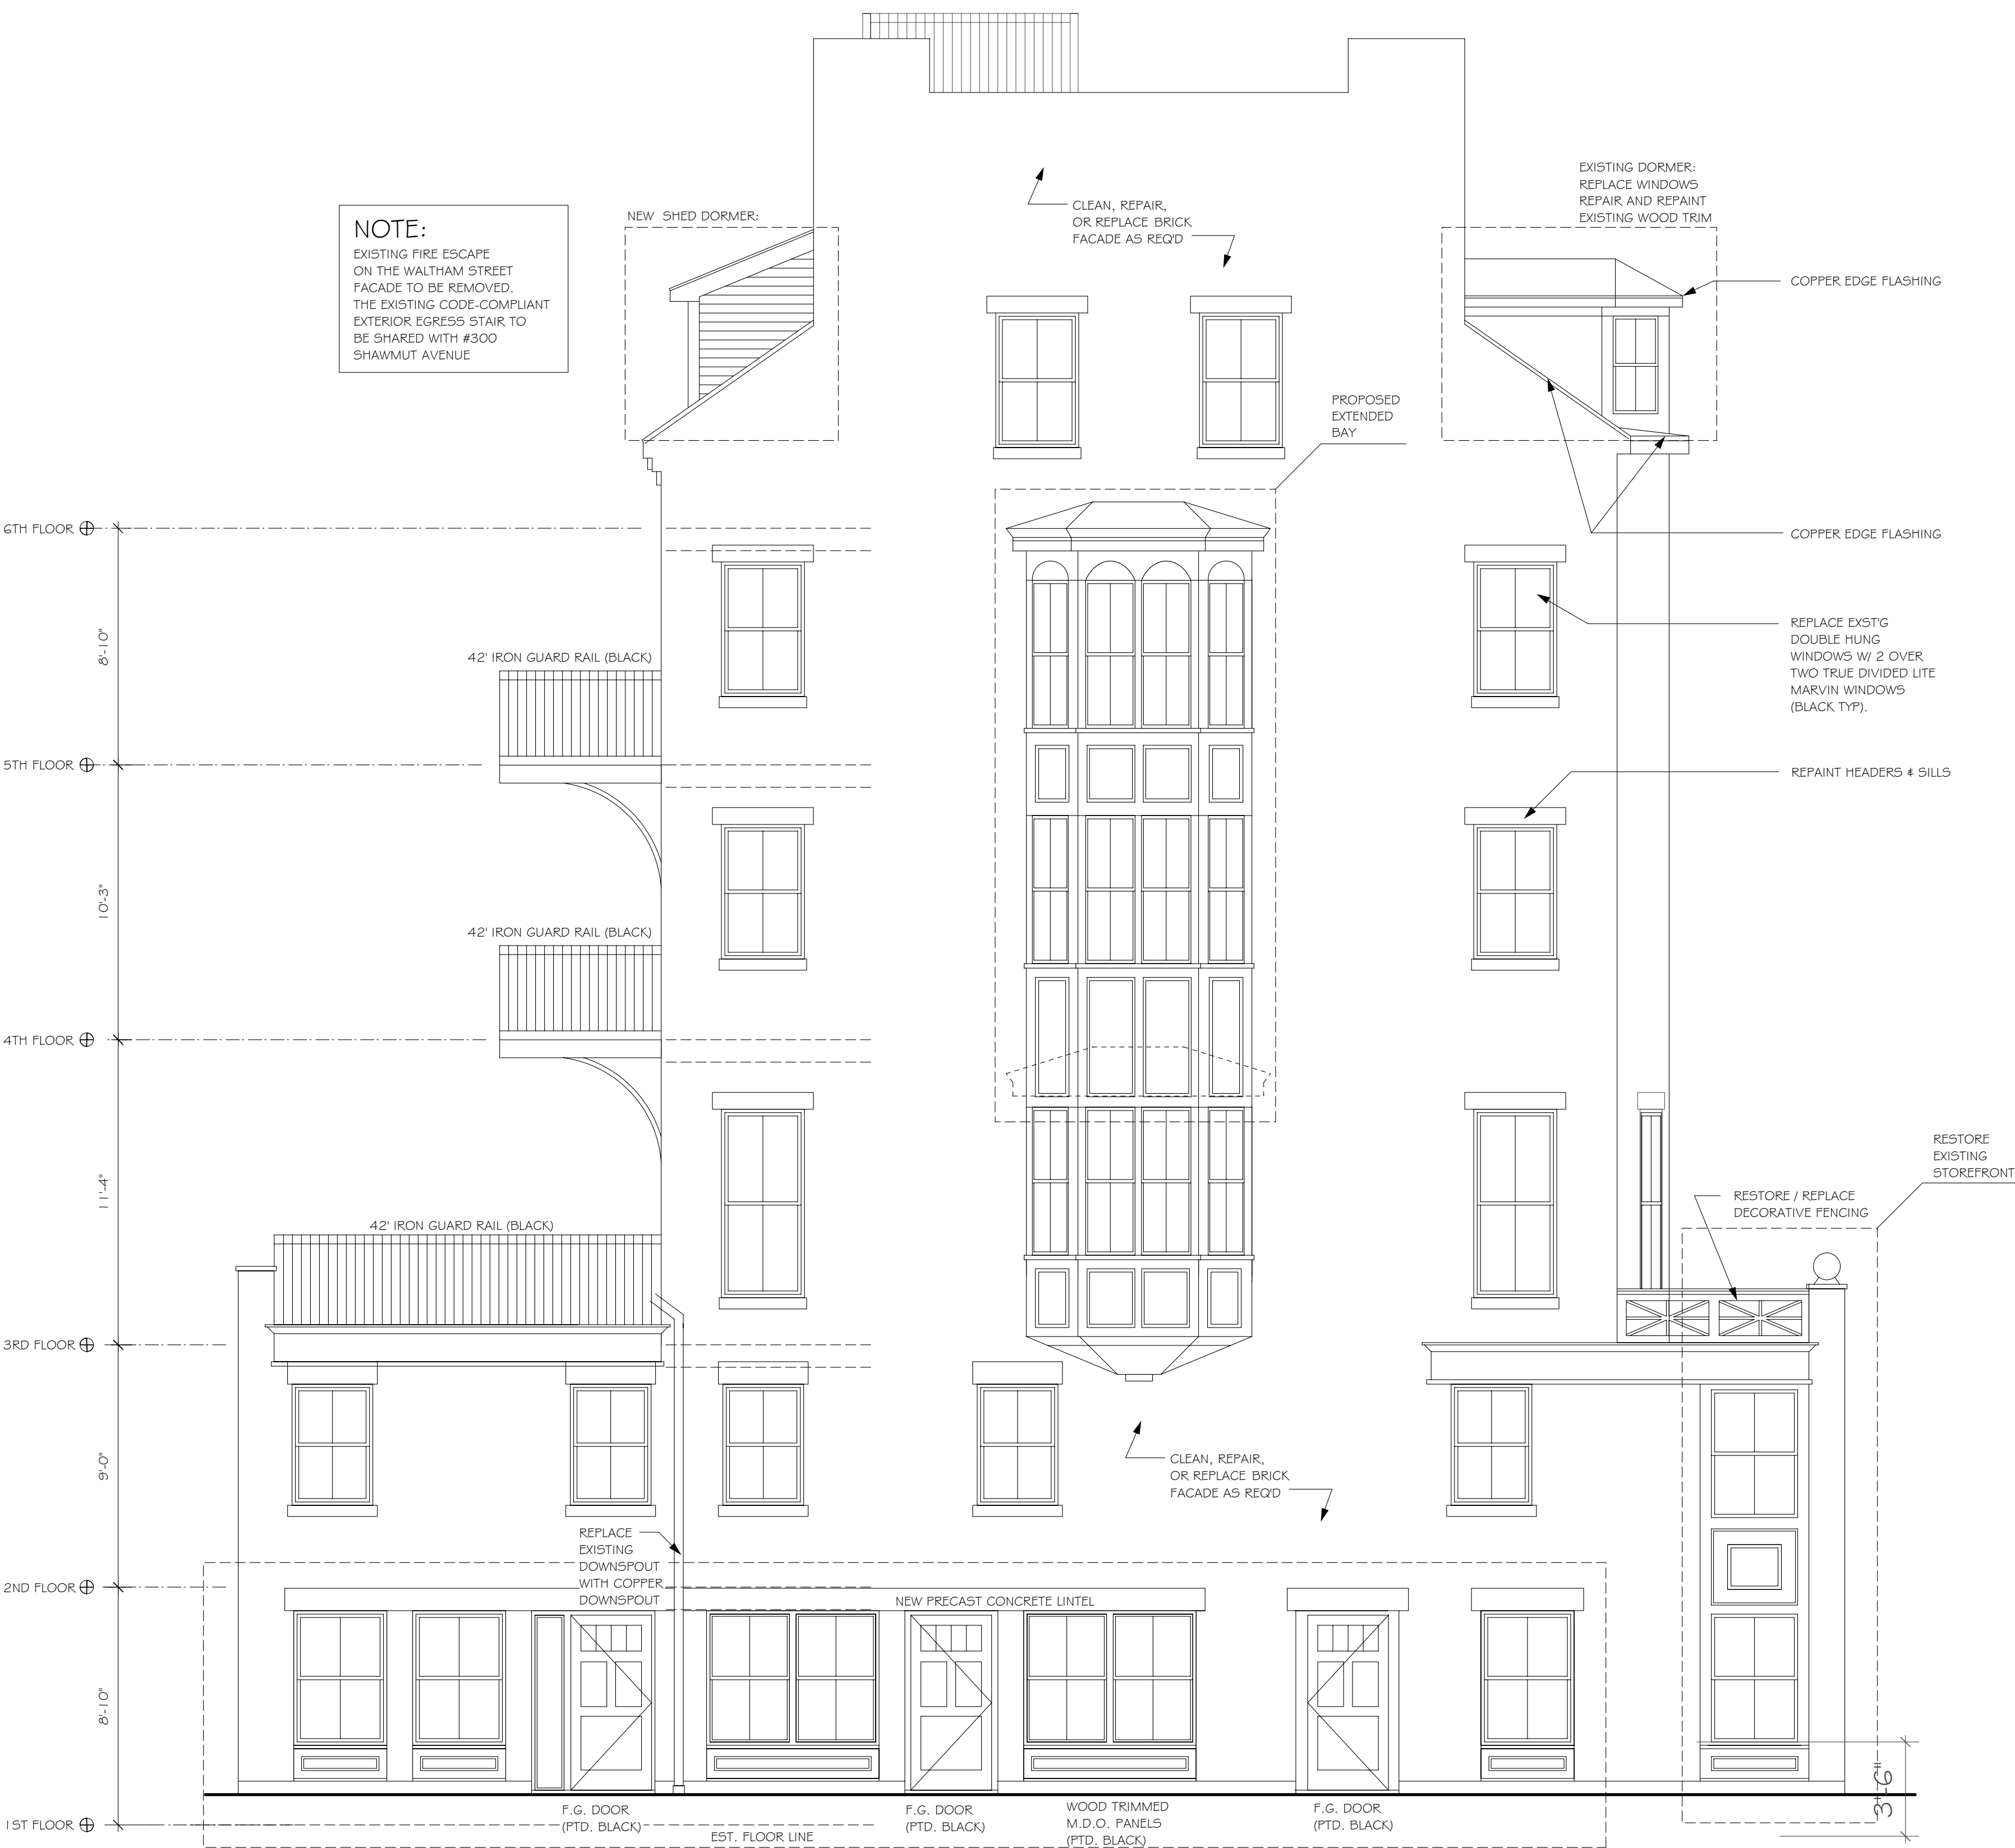 NOTE:
EXISTING FIRE ESCAPE
ON THE WALTHAM STREET
FACADE TO BE REMOVED.
THE EXISTING CODE-COMPLIANT
EXTERIOR EGRESS STAIR TO
BE SHARED WITH #300
SHAWMUT AVENUE
NEW SHED DORMER:
CLEAN, REPAIR,
OR REPLACE BRICK
FACADE AS REQ'D
EXISTING DORMER:
REPLACE WINDOWS
REPAIR AND REPAINT
EXISTING WOOD TRIM
COPPER EDGE FLASHING
PROPOSED
EXTENDED
BAY
6TH FLOOR
COPPER EDGE FLASHING
8'-10"
42' IRON GUARD RAIL (BLACK)
REPLACE EXST'G
DOUBLE HUNG
WINDOWS W/ 2 OVER
TWO TRUE DIVIDED LITE
MARVIN WINDOWS
(BLACK TYP).
5TH FLOOR
REPAINT HEADERS & SILLS
10'-3"
42' IRON GUARD RAIL (BLACK)
4TH FLOOR
11'-4"
42' IRON GUARD RAIL (BLACK)
RESTORE
EXISTING
STOREFRONT
RESTORE / REPLACE
DECORATIVE FENCING
3RD FLOOR
9'-0"
CLEAN, REPAIR,
OR REPLACE BRICK
FACADE AS REQ'D
REPLACE
EXISTING
DOWNSPOUT
WITH COPPER
DOWNSPOUT
2ND FLOOR
NEW PRECAST CONCRETE LINTEL
8'-10"
3'-6"
1ST FLOOR
F.G. DOOR
(PTD. BLACK)
EST. FLOOR LINE
F.G. DOOR
(PTD. BLACK)
WOOD TRIMMED
M.D.O. PANELS
(PTD. BLACK)
F.G. DOOR
(PTD. BLACK)